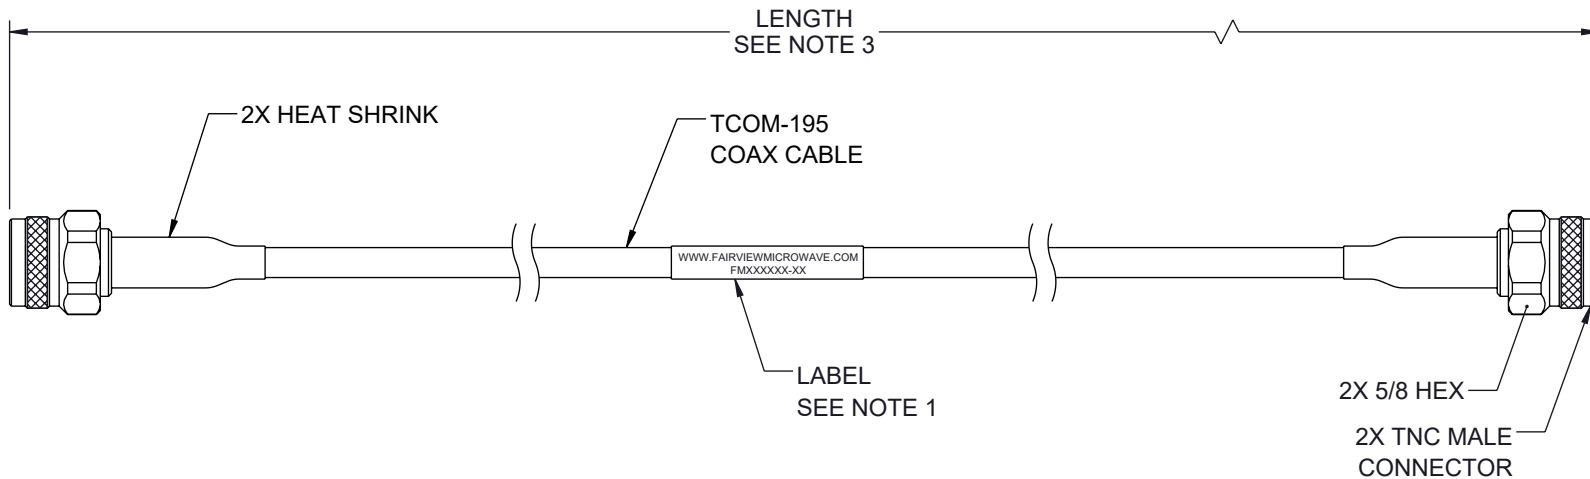 LENGTH
SEE NOTE 3
2X HEAT SHRINK
TCOM-195
COAX CABLE
WWW.FAIRVIEWMICROWAVE.COM
FMXXXXXX-XX
LABEL
SEE NOTE 1
2X 5/8 HEX
2X TNC MALE
CONNECTOR